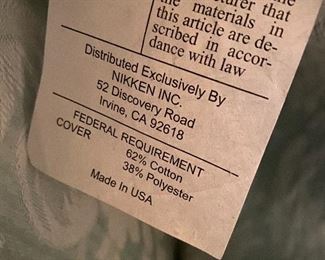 the materials in
this article are de-
scribed in accor-
dance with law
Distributed Exclusively By
NIKKEN INC.
52 Discovery Road
Irvine, CA 92618
FEDERAL REQUIREMENT
COVER
62% Cotton
38% Polyester
Made In USA